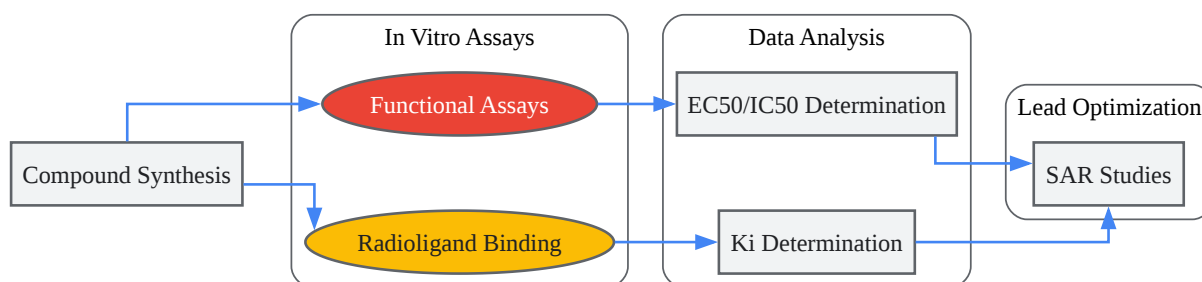 In Vitro Assays
Data Analysis
Functional Assays
EC50/IC50 Determination
Lead Optimization
Compound Synthesis
SAR Studies
Radioligand Binding
Ki Determination